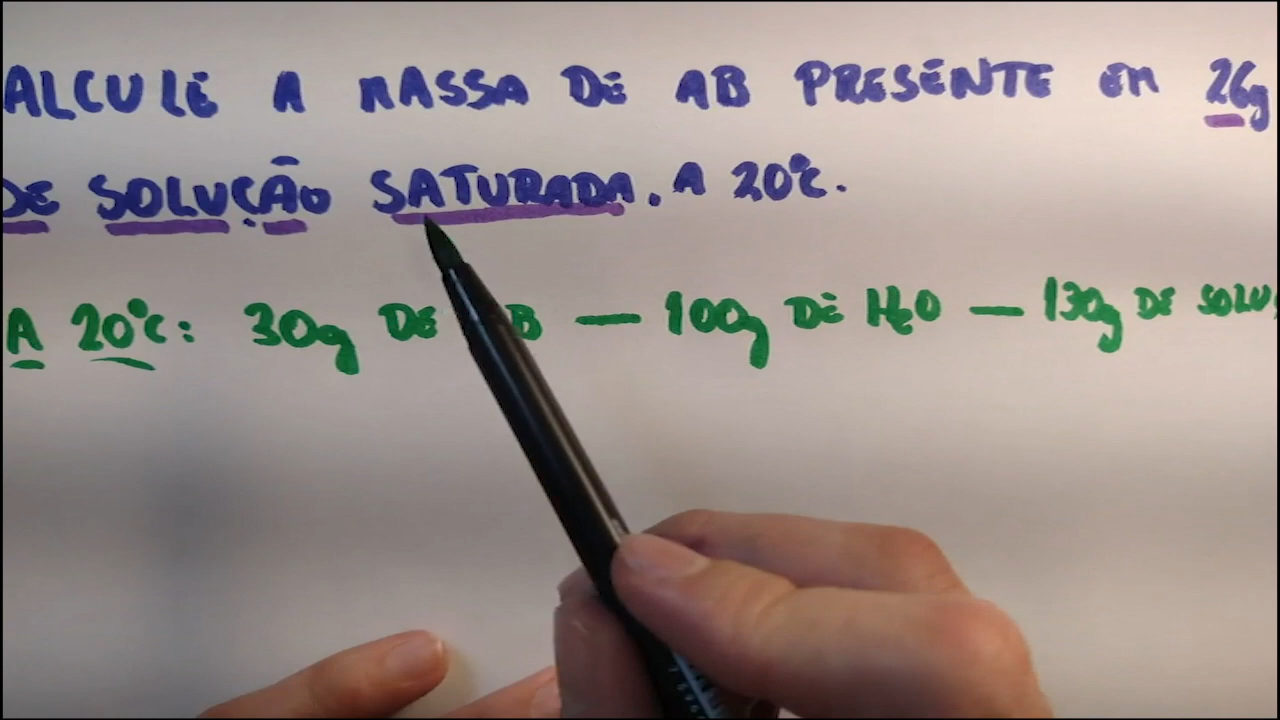 ALCULE A MASSA DE AB PRESENTE EM 26g
DE SOLUÇÃO SATURADA, A 20°C.
A 20°C: 30g DE B — 100g DE H2O — 130g DE SOLU